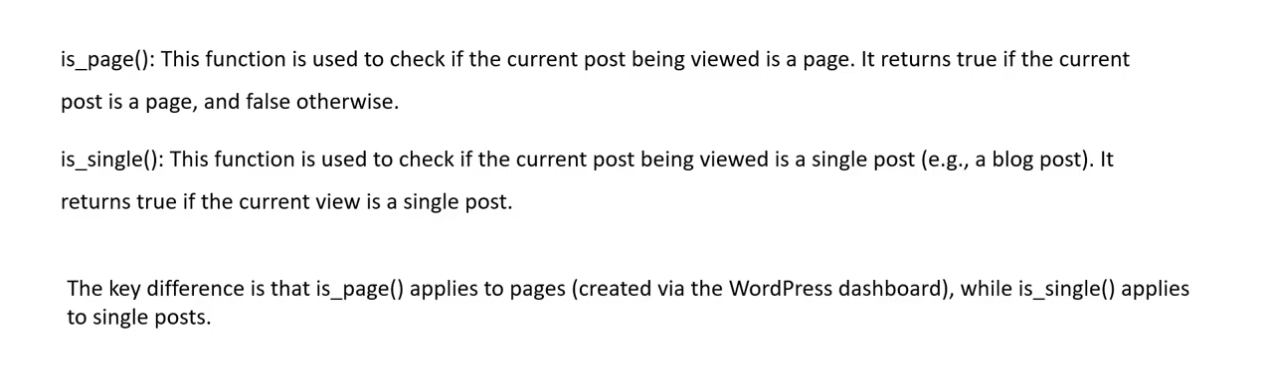 is_page(): This function is used to check if the current post being viewed is a page. It returns true if the current
post is a page, and false otherwise.
is_single(): This function is used to check if the current post being viewed is a single post (e.g., a blog post). It
returns true if the current view is a single post.
The key difference is that is_page() applies to pages (created via the WordPress dashboard), while is_single() applies
to single posts.